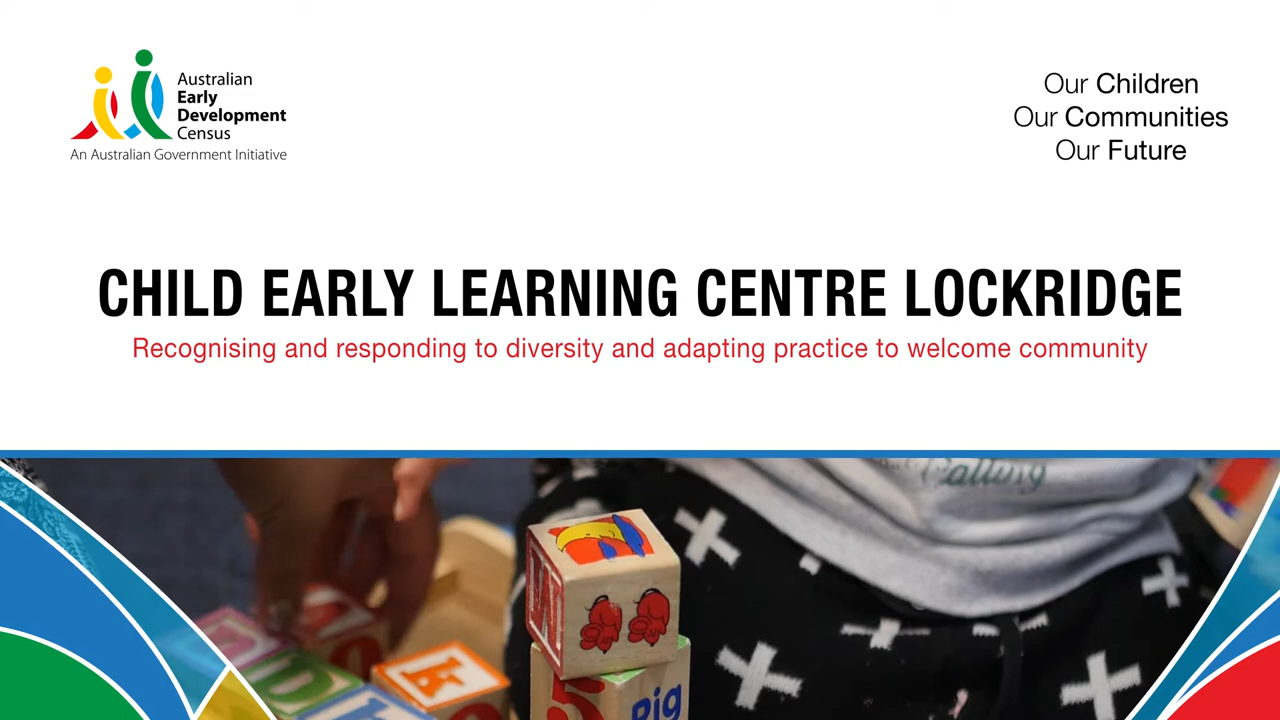 Australian
Early
Development
Census
An Australian Government Initiative
Our Children
Our Communities
Our Future
CHILD EARLY LEARNING CENTRE LOCKRIDGE
Recognising and responding to diversity and adapting practice to welcome community
k
Pig